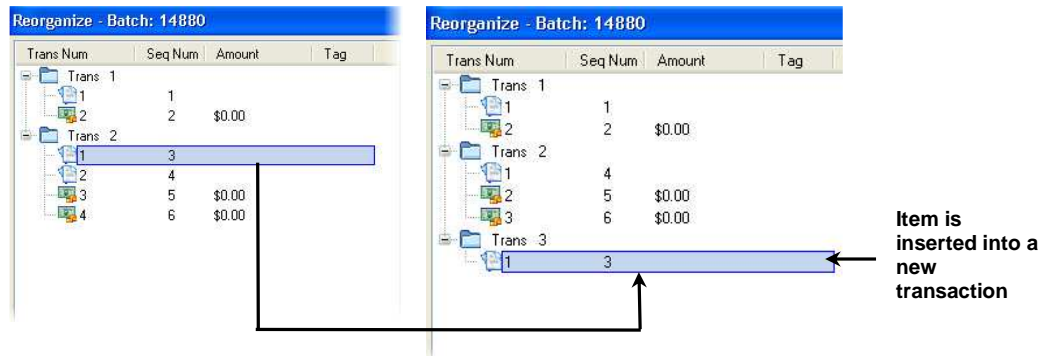 Reorganize - Batch: 14880
Trans Num Seq Num Amount Tag
Trans 1
1 1
2 2 $0.00
Trans 2
1 3
2 4
3 5 $0.00
4 6 $0.00
Reorganize - Batch: 14880
Trans Num Seq Num Amount Tag
Trans 1
1 1
2 2 $0.00
Trans 2
1 4
2 5 $0.00
3 6 $0.00
Trans 3
1 3
Item is
inserted into a
new
transaction